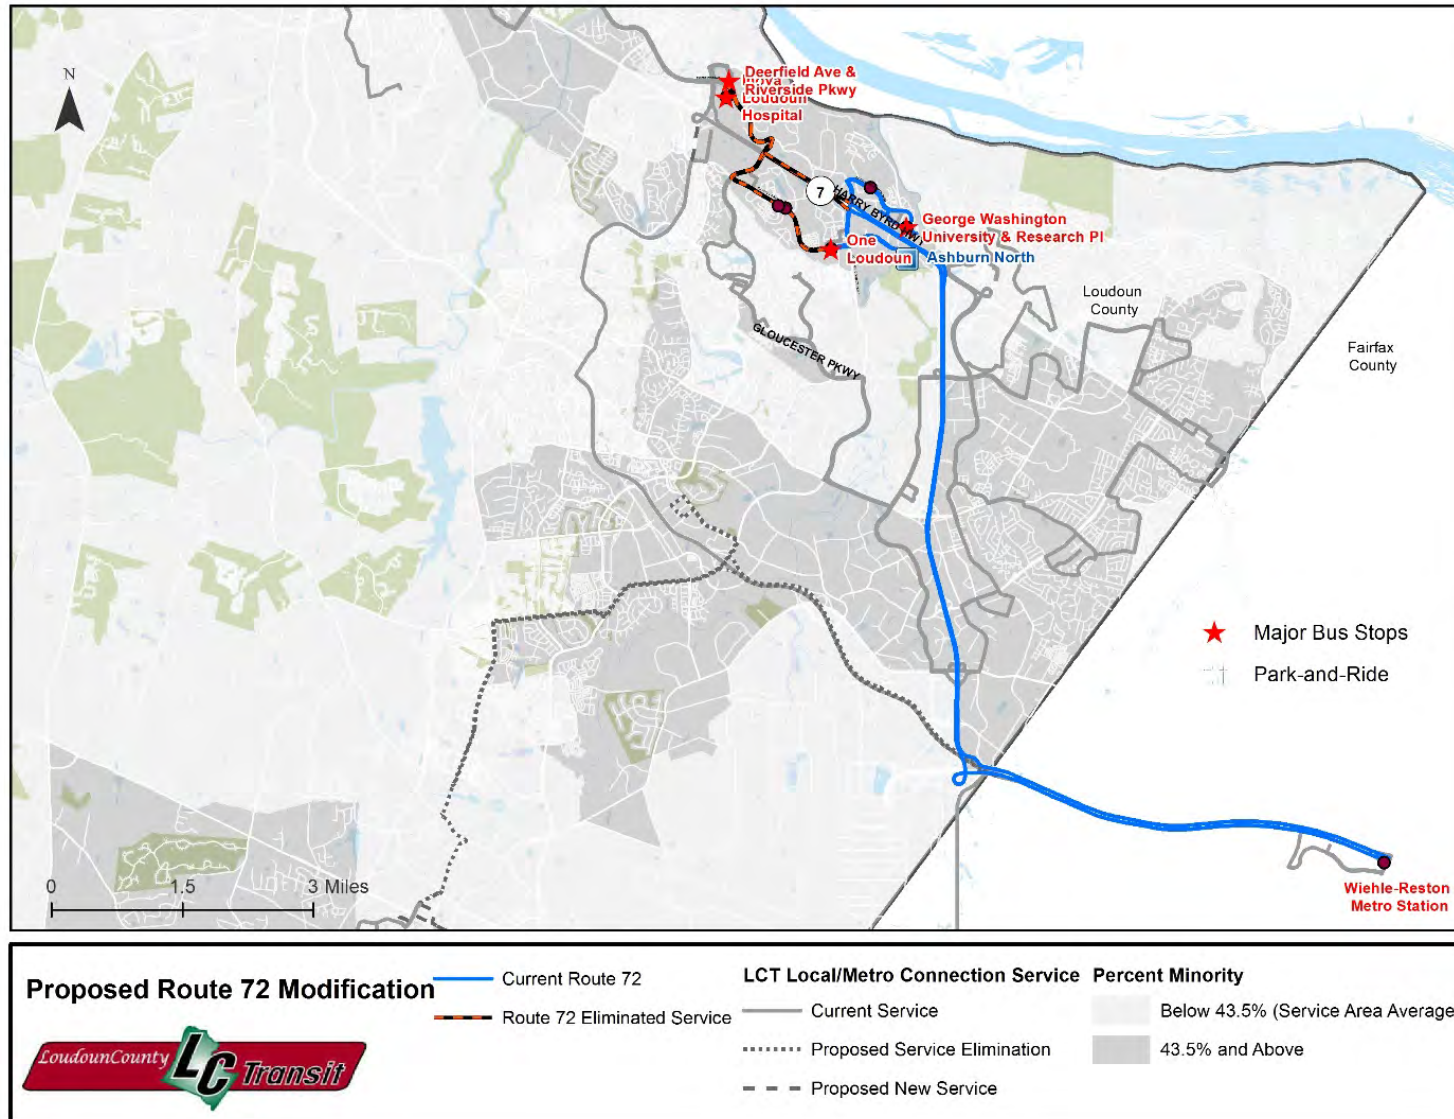 N
Deerfield Ave &
Inova
Riverside Pkwy
Loudoun
Hospital
7
HARRY BYRD HWY
George Washington
University & Research Pl
One
Loudoun
Ashburn North
Loudoun
County
GLOUCESTER PKWY
Fairfax
County
Major Bus Stops
Park-and-Ride
0 1.5 3 Miles
Wiehle-Reston
Metro Station
Proposed Route 72 Modification
Current Route 72
Route 72 Eliminated Service
LCT Local/Metro Connection Service
Current Service
Proposed Service Elimination
Proposed New Service
Percent Minority
Below 43.5% (Service Area Average
43.5% and Above
LoudounCounty
LC Transit